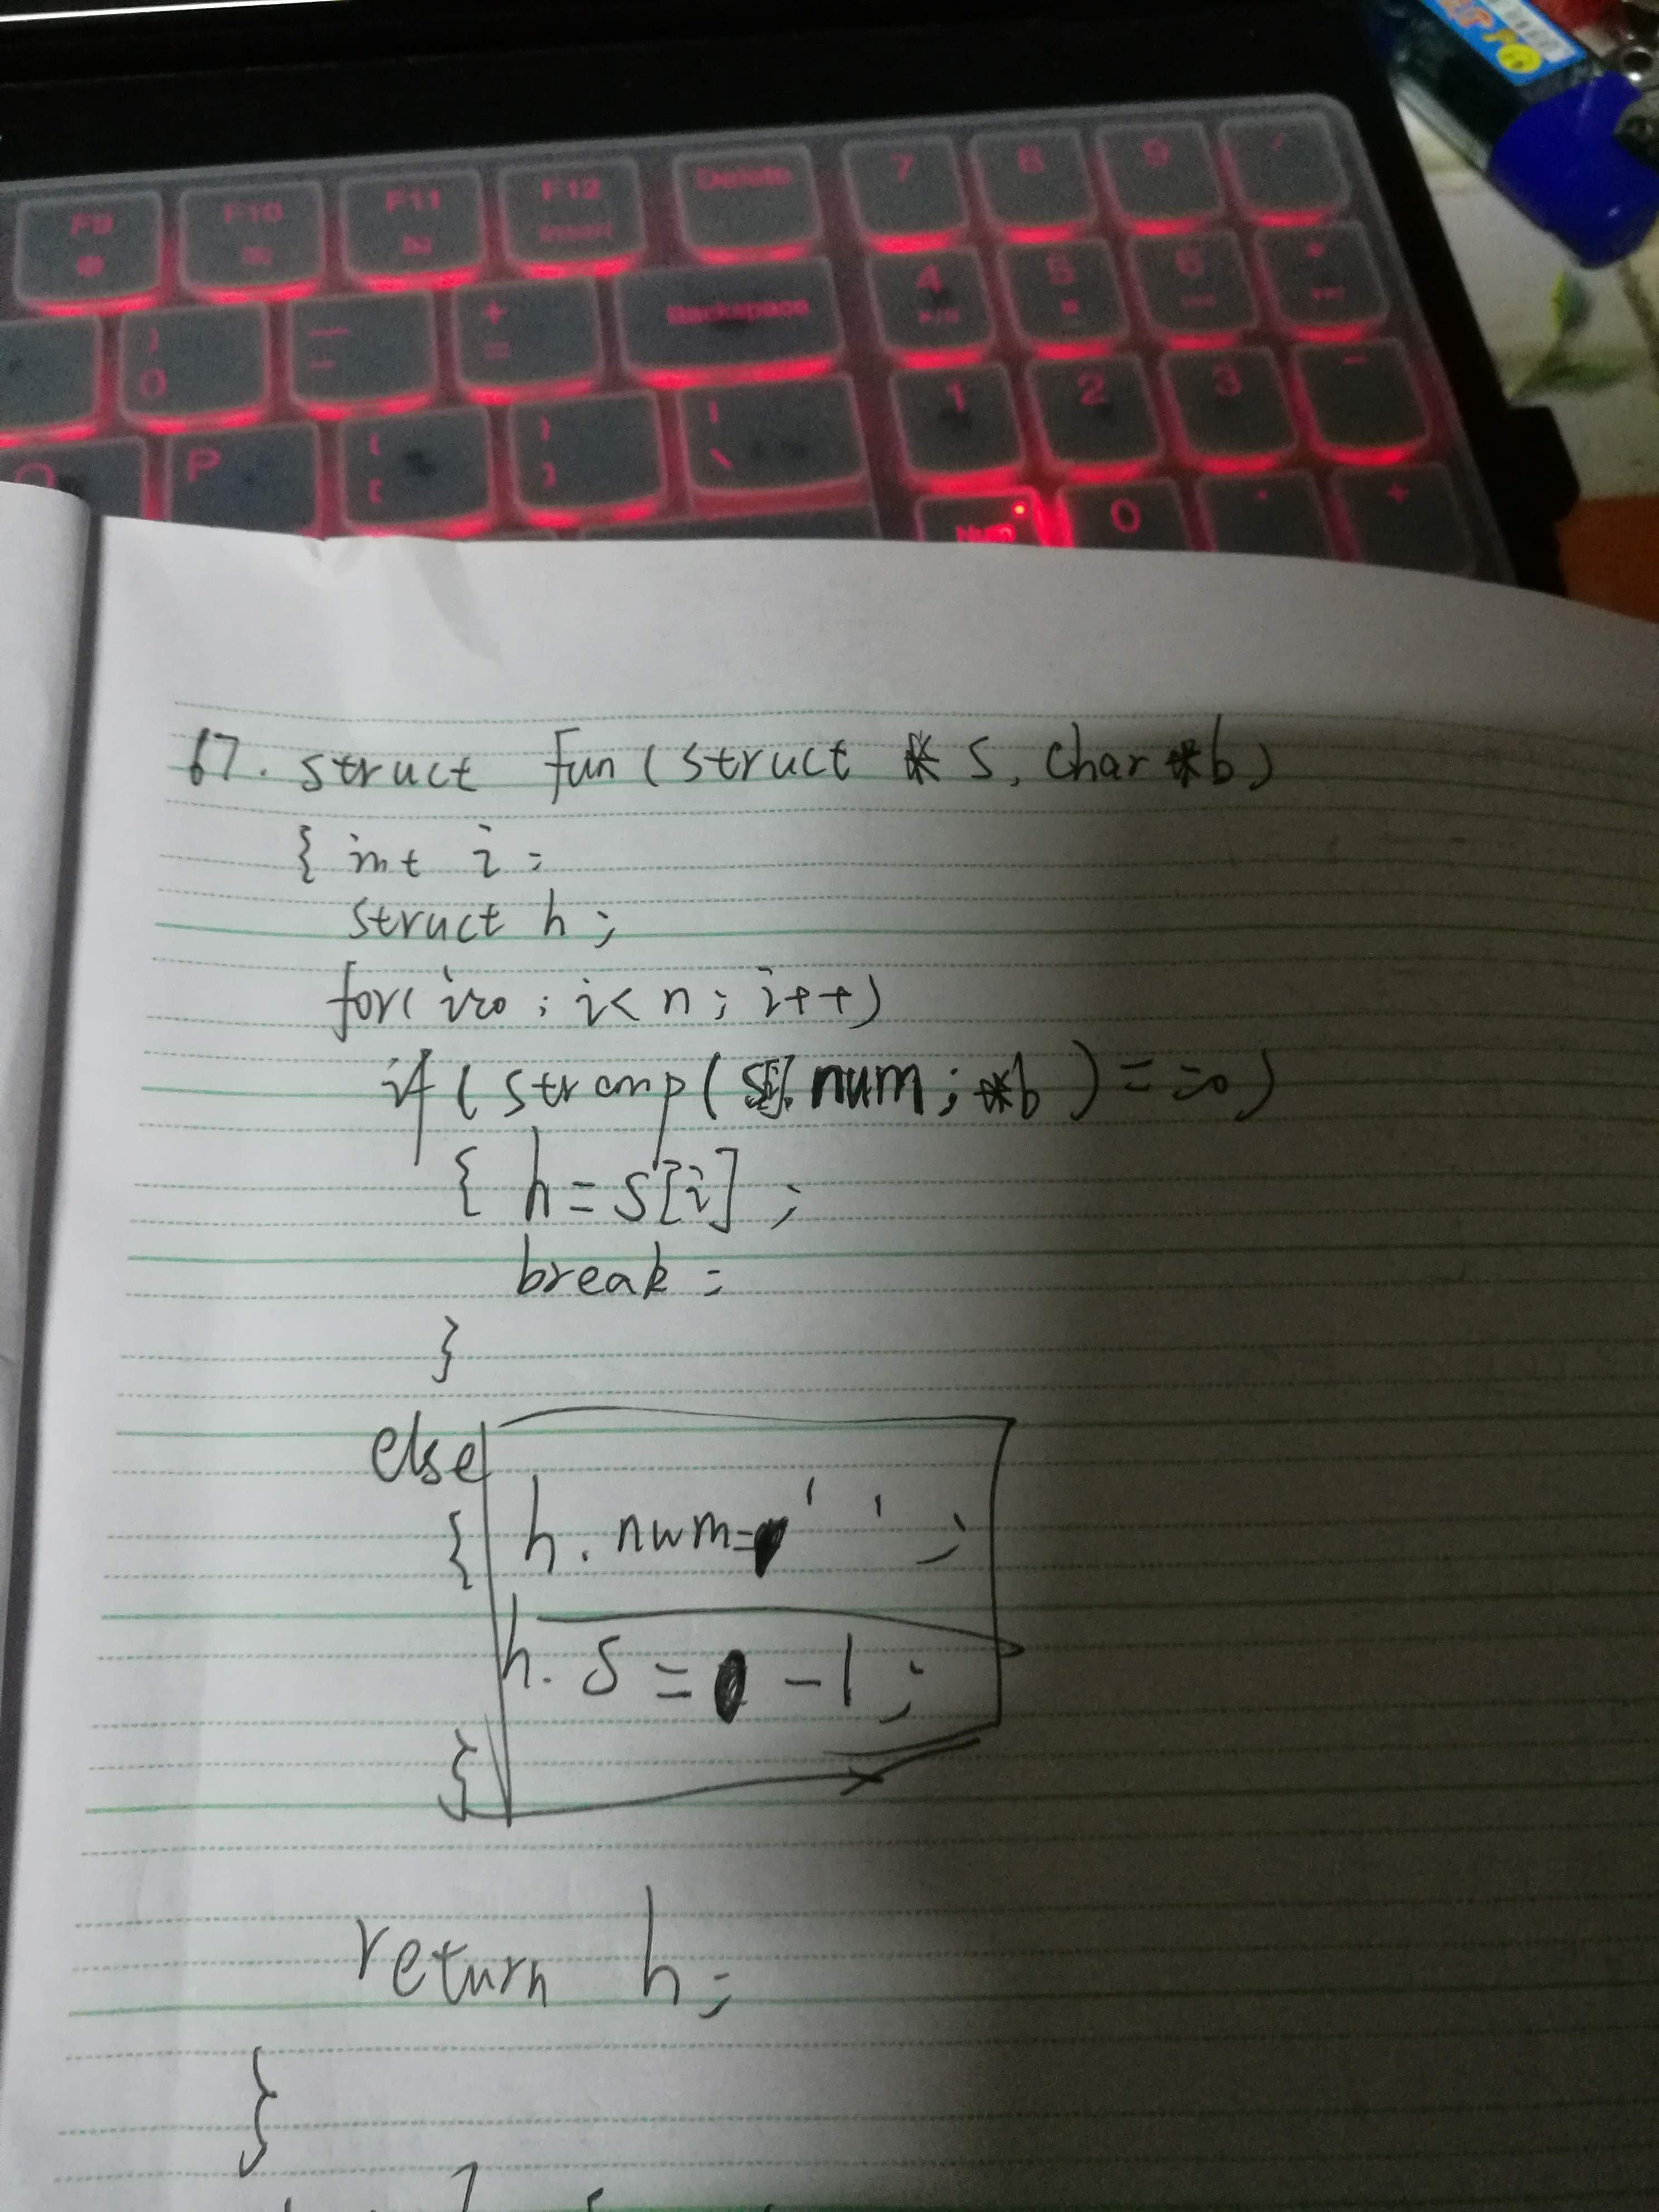 F9 F10 F11 F12 Delete 7 8 9
insert
) 0 — - + = Backspace 4 5 6 *
P { [ } ] | \ 1 2 3 -
Num 0 . +
67. struct fun (struct * s, char *b)
{ int i ;
struct h ;
for( i=0 ; i< n ; i++)
if ( strcmp( s[i]. num ; *b ) ==0)
{ h = s[i] ;
break ;
}
else
{ h. num= ' ' ;
h. s = -1 ;
}
return h ;
}